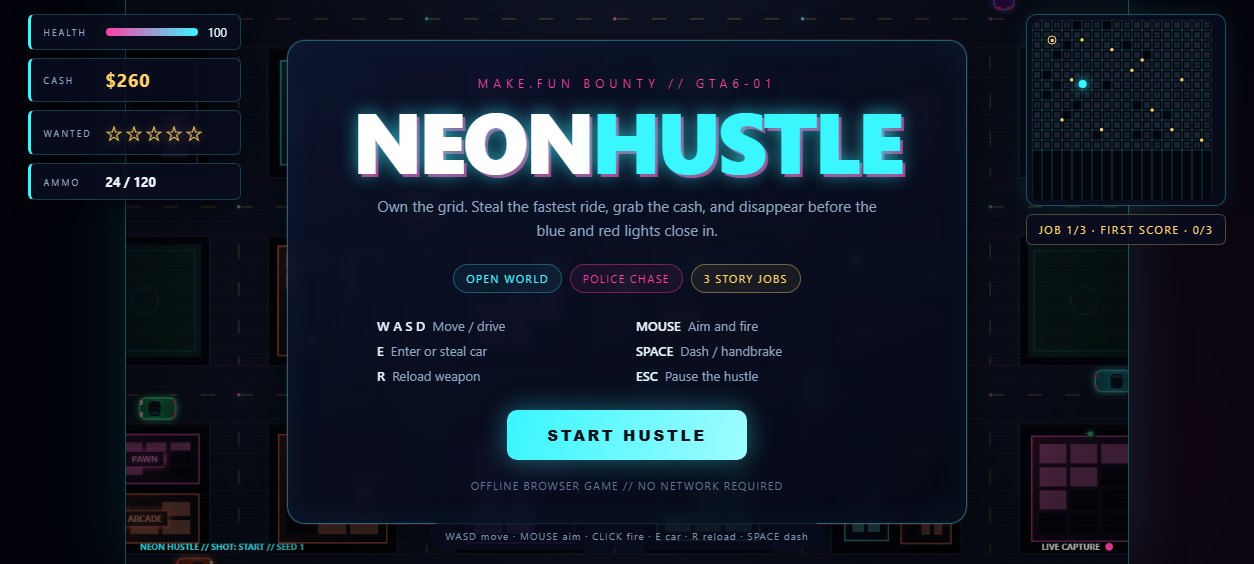 HEALTH 100
CASH $260
WANTED ☆☆☆☆☆
AMMO 24 / 120
MAKE.FUN BOUNTY // GTA6-01
NEONHUSTLE
Own the grid. Steal the fastest ride, grab the cash, and disappear before the
blue and red lights close in.
OPEN WORLD POLICE CHASE 3 STORY JOBS
W A S D Move / drive MOUSE Aim and fire
E Enter or steal car SPACE Dash / handbrake
R Reload weapon ESC Pause the hustle
START HUSTLE
OFFLINE BROWSER GAME // NO NETWORK REQUIRED
JOB 1/3 · FIRST SCORE · 0/3
PAWN
ARCADE
WASD move · MOUSE aim · CLICK fire · E car · R reload · SPACE dash
NEON HUSTLE // SHOT: START // SEED 1
LIVE CAPTURE